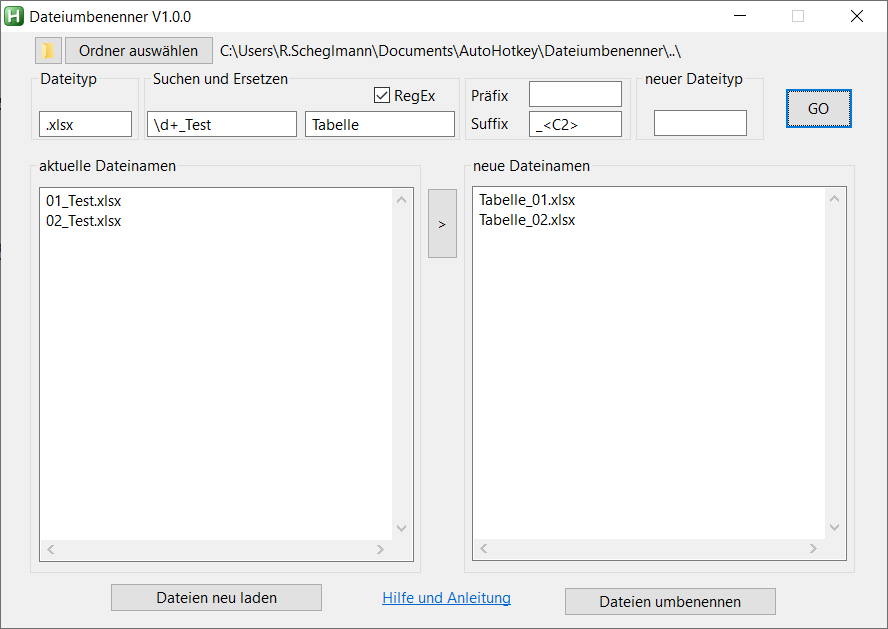 H Dateiumbenenner V1.0.0
Ordner auswählen C:\Users\R.Scheglmann\Documents\AutoHotkey\Dateiumbenenner\..\
Dateityp Suchen und Ersetzen neuer Dateityp
RegEx Präfix
.xlsx \d+_Test Tabelle Suffix _<C2> GO
aktuelle Dateinamen neue Dateinamen
01_Test.xlsx Tabelle_01.xlsx
02_Test.xlsx > Tabelle_02.xlsx
Dateien neu laden Hilfe und Anleitung Dateien umbenennen